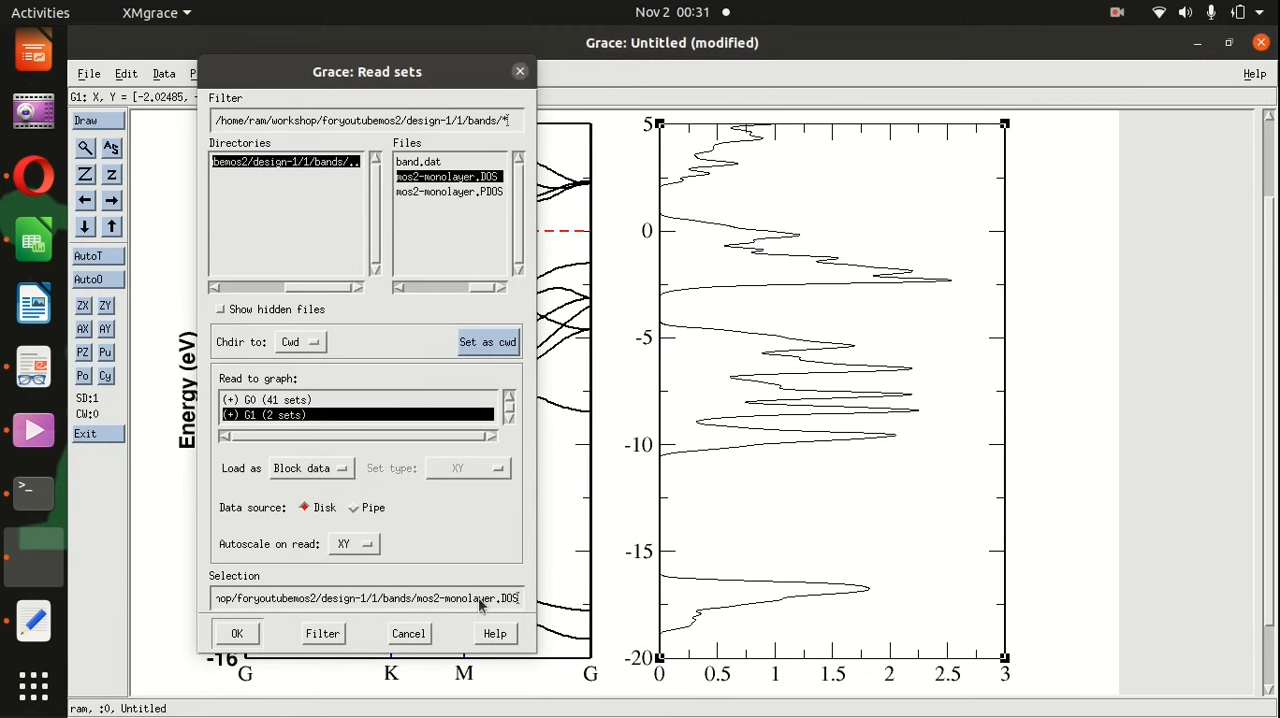 Activities
XMgrace
Nov 2 00:31
Grace: Untitled (modified)
File Edit Data P
Help
G1: X, Y = [-2.02485, -
Grace: Read sets
Filter
/home/ram/workshop/foryoutubemos2/design-1/1/bands/*
Directories
Files
bemos2/design-1/1/bands/..
band.dat
mos2-monolayer.DOS
mos2-monolayer.PDOS
Show hidden files
Chdir to: Cwd
Set as cwd
Read to graph:
(+) G0 (41 sets)
(+) G1 (2 sets)
Load as Block data Set type: XY
Data source: Disk Pipe
Autoscale on read: XY
Selection
op/foryoutubemos2/design-1/1/bands/mos2-monolayer.DOS
OK Filter Cancel Help
Draw
AS
Z z
AutoT
AutoO
ZX ZY
AX AY
PZ Pu
Po Cy
SD:1
CW:0
Exit
Energy (eV)
-16
G K M G
5
0
-5
-10
-15
-20
0 0.5 1 1.5 2 2.5 3
ram, :0, Untitled